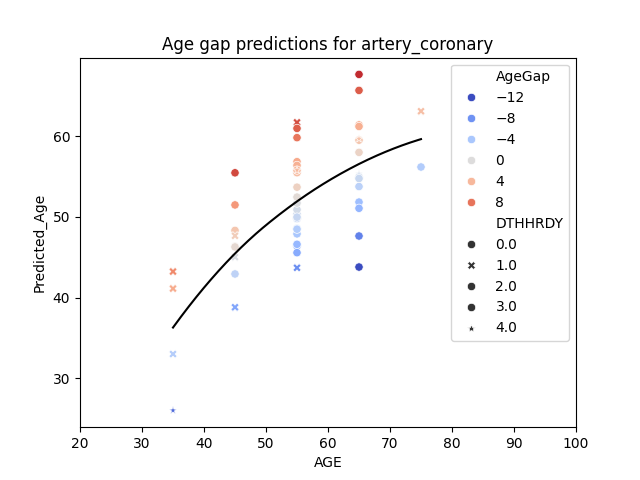 Age gap predictions for artery_coronary
Predicted_Age
60
50
40
30
20 30 40 50 60 70 80 90 100
AGE
AgeGap
−12
−8
−4
0
4
8
DTHHRDY
0.0
1.0
2.0
3.0
4.0